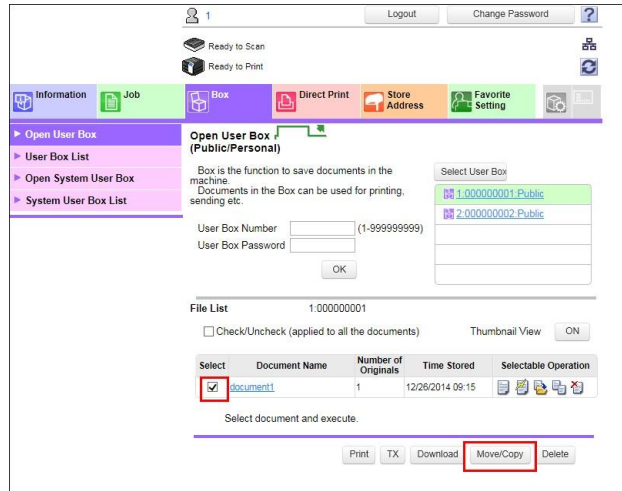 1
Logout
Change Password
?
Ready to Scan
Ready to Print
Information
Job
Box
Direct Print
Store
Address
Favorite
Setting
Open User Box
User Box List
Open System User Box
System User Box List
Open User Box
(Public/Personal)
Box is the function to save documents in the
machine.
Documents in the Box can be used for printing,
sending etc.
User Box Number
(1-999999999)
User Box Password
OK
Select User Box
1:000000001:Public
2:000000002:Public
File List
1:000000001
Check/Uncheck (applied to all the documents)
Thumbnail View
ON
Select
Document Name
Number of
Originals
Time Stored
Selectable Operation
document1
1
12/26/2014 09:15
Select document and execute.
Print
TX
Download
Move/Copy
Delete